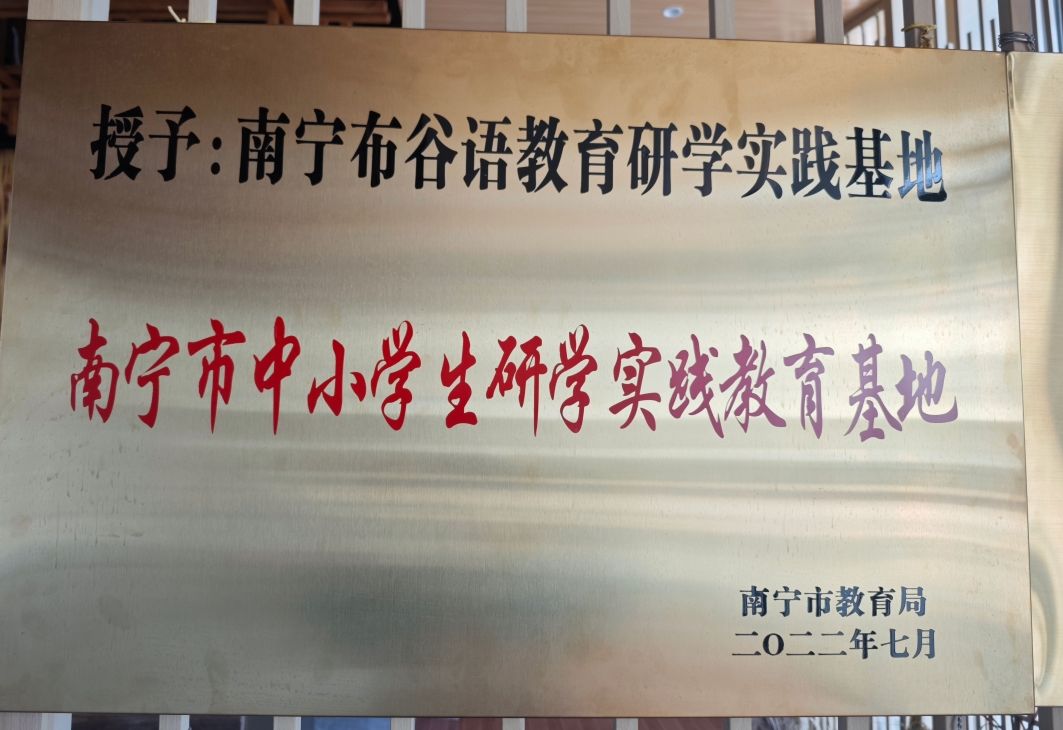 授予:南宁布谷语教育研学实践基地
南宁市中小学生研学实践教育基地
南宁市教育局
二〇二二年七月